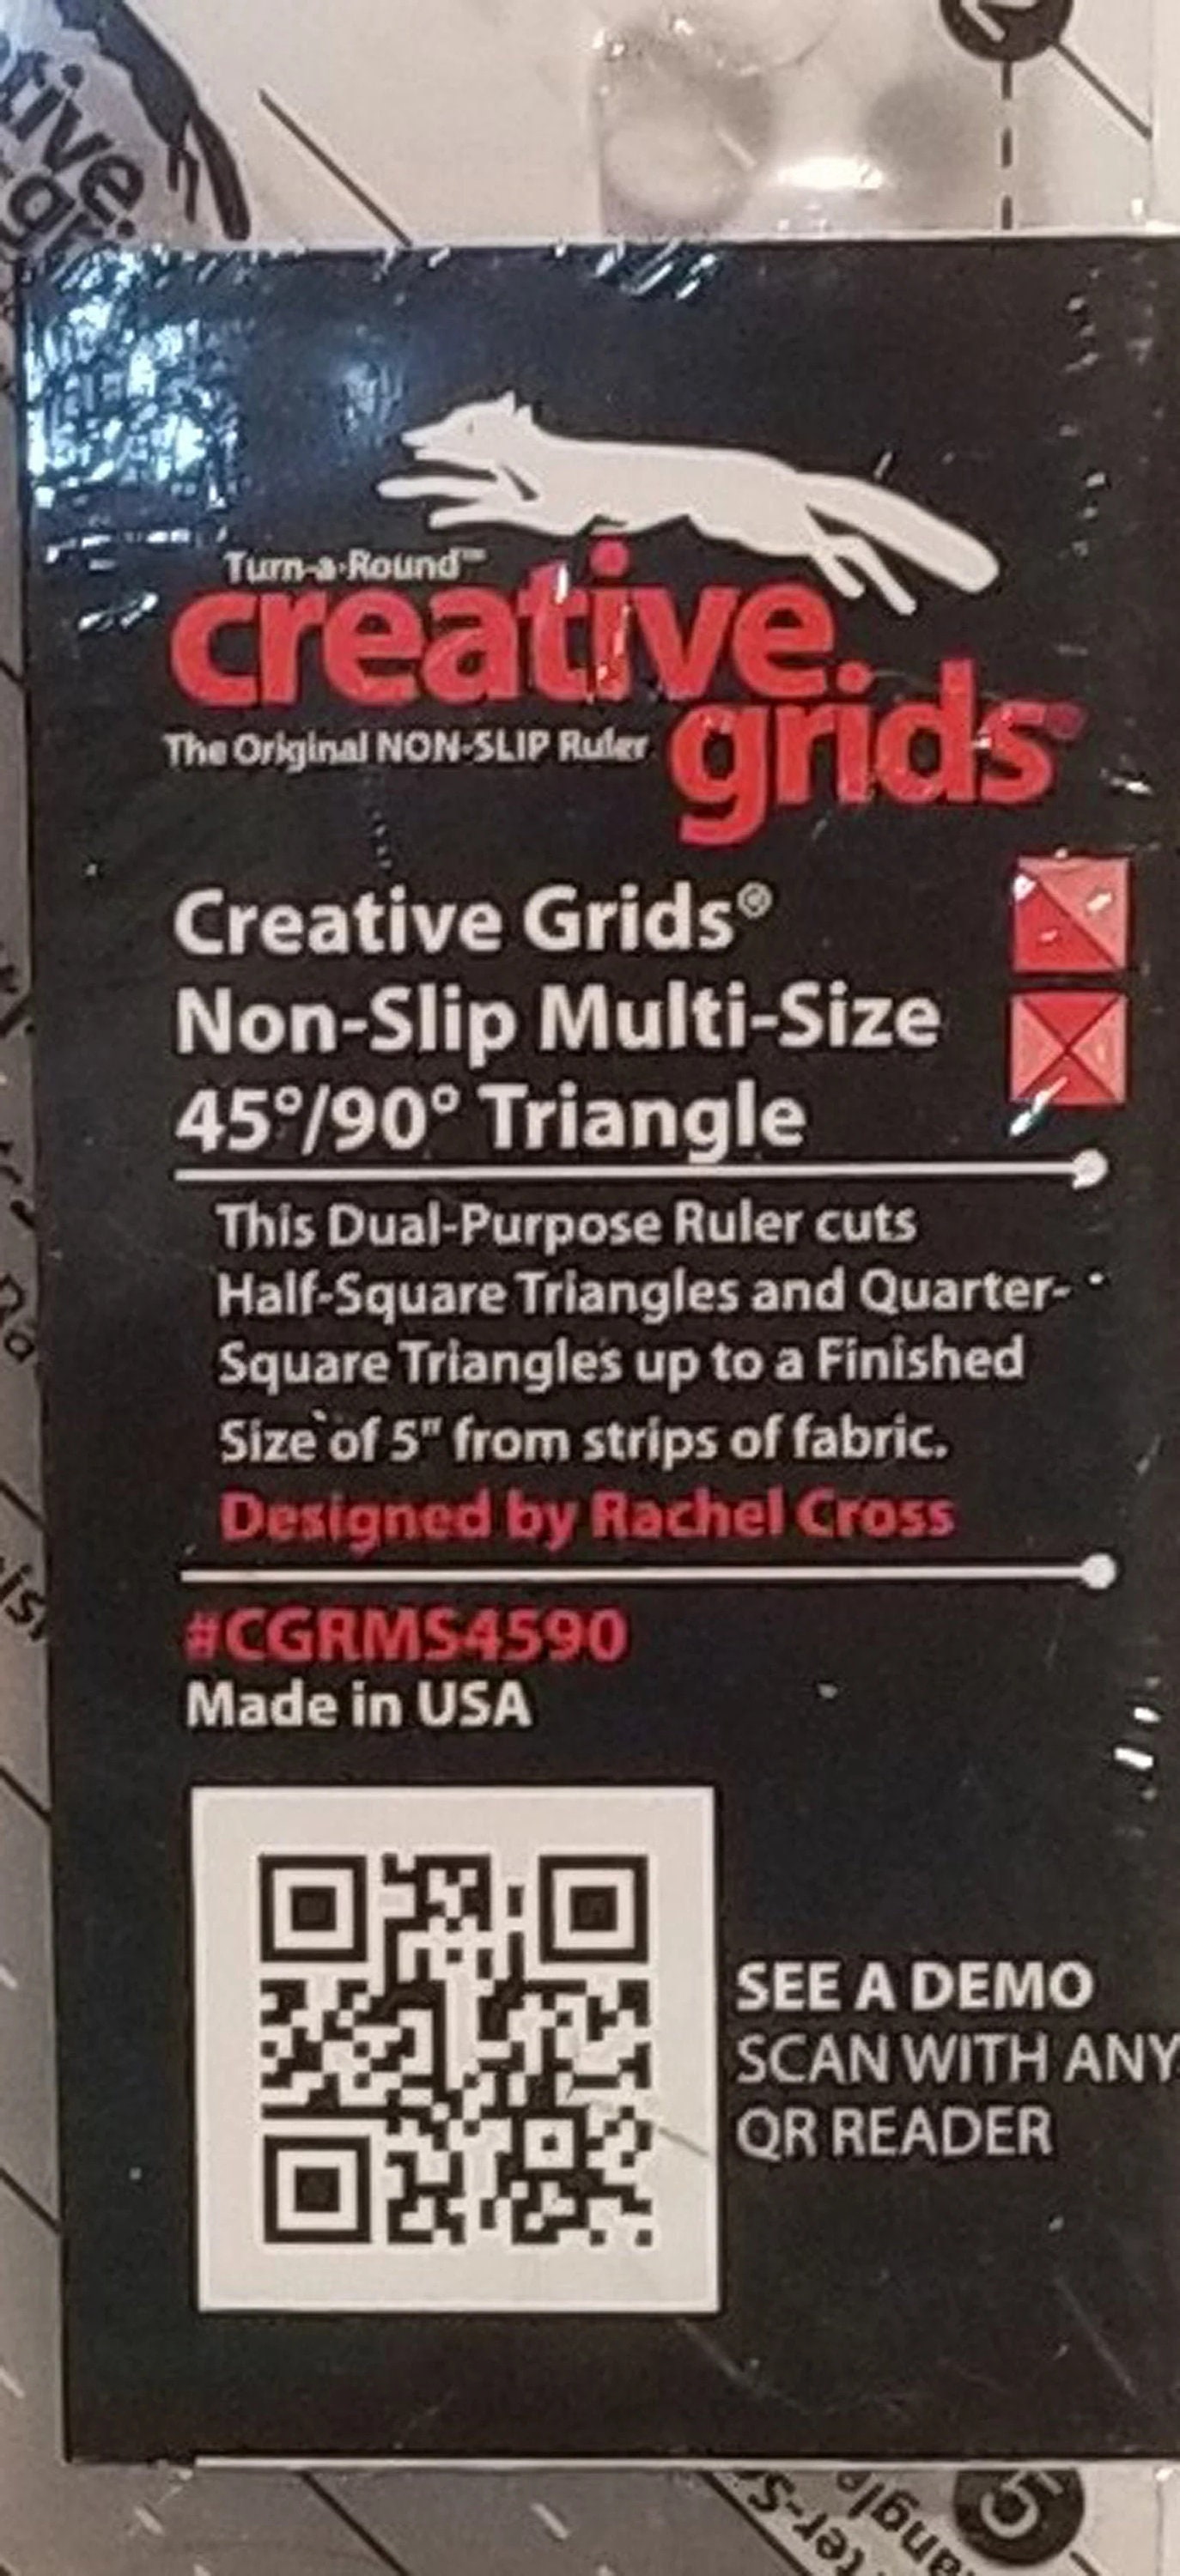 Turn-a-Round™
creative.
grids
The Original NON-SLIP Ruler
Creative Grids®
Non-Slip Multi-Size
45°/90° Triangle
This Dual-Purpose Ruler cuts
Half-Square Triangles and Quarter-
Square Triangles up to a Finished
Size of 5" from strips of fabric.
Designed by Rachel Cross
#CGRMS4590
Made in USA
SEE A DEMO
SCAN WITH ANY
QR READER
5